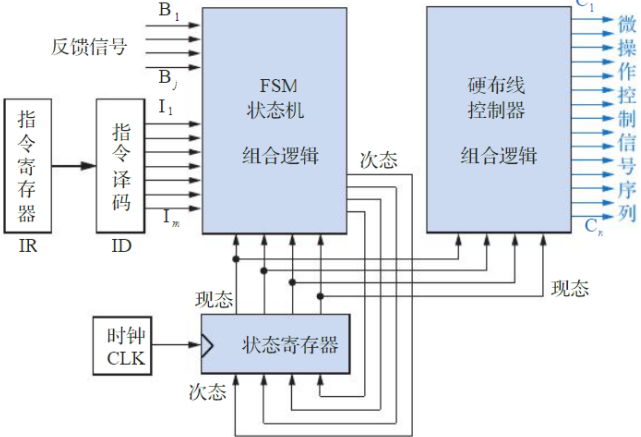 B1
反馈信号
Bj
I1
Im
指令寄存器
IR
指令译码
ID
FSM
状态机
组合逻辑
次态
硬布线
控制器
组合逻辑
C1
微操作控制信号序列
Cn
现态
现态
时钟
CLK
状态寄存器
次态